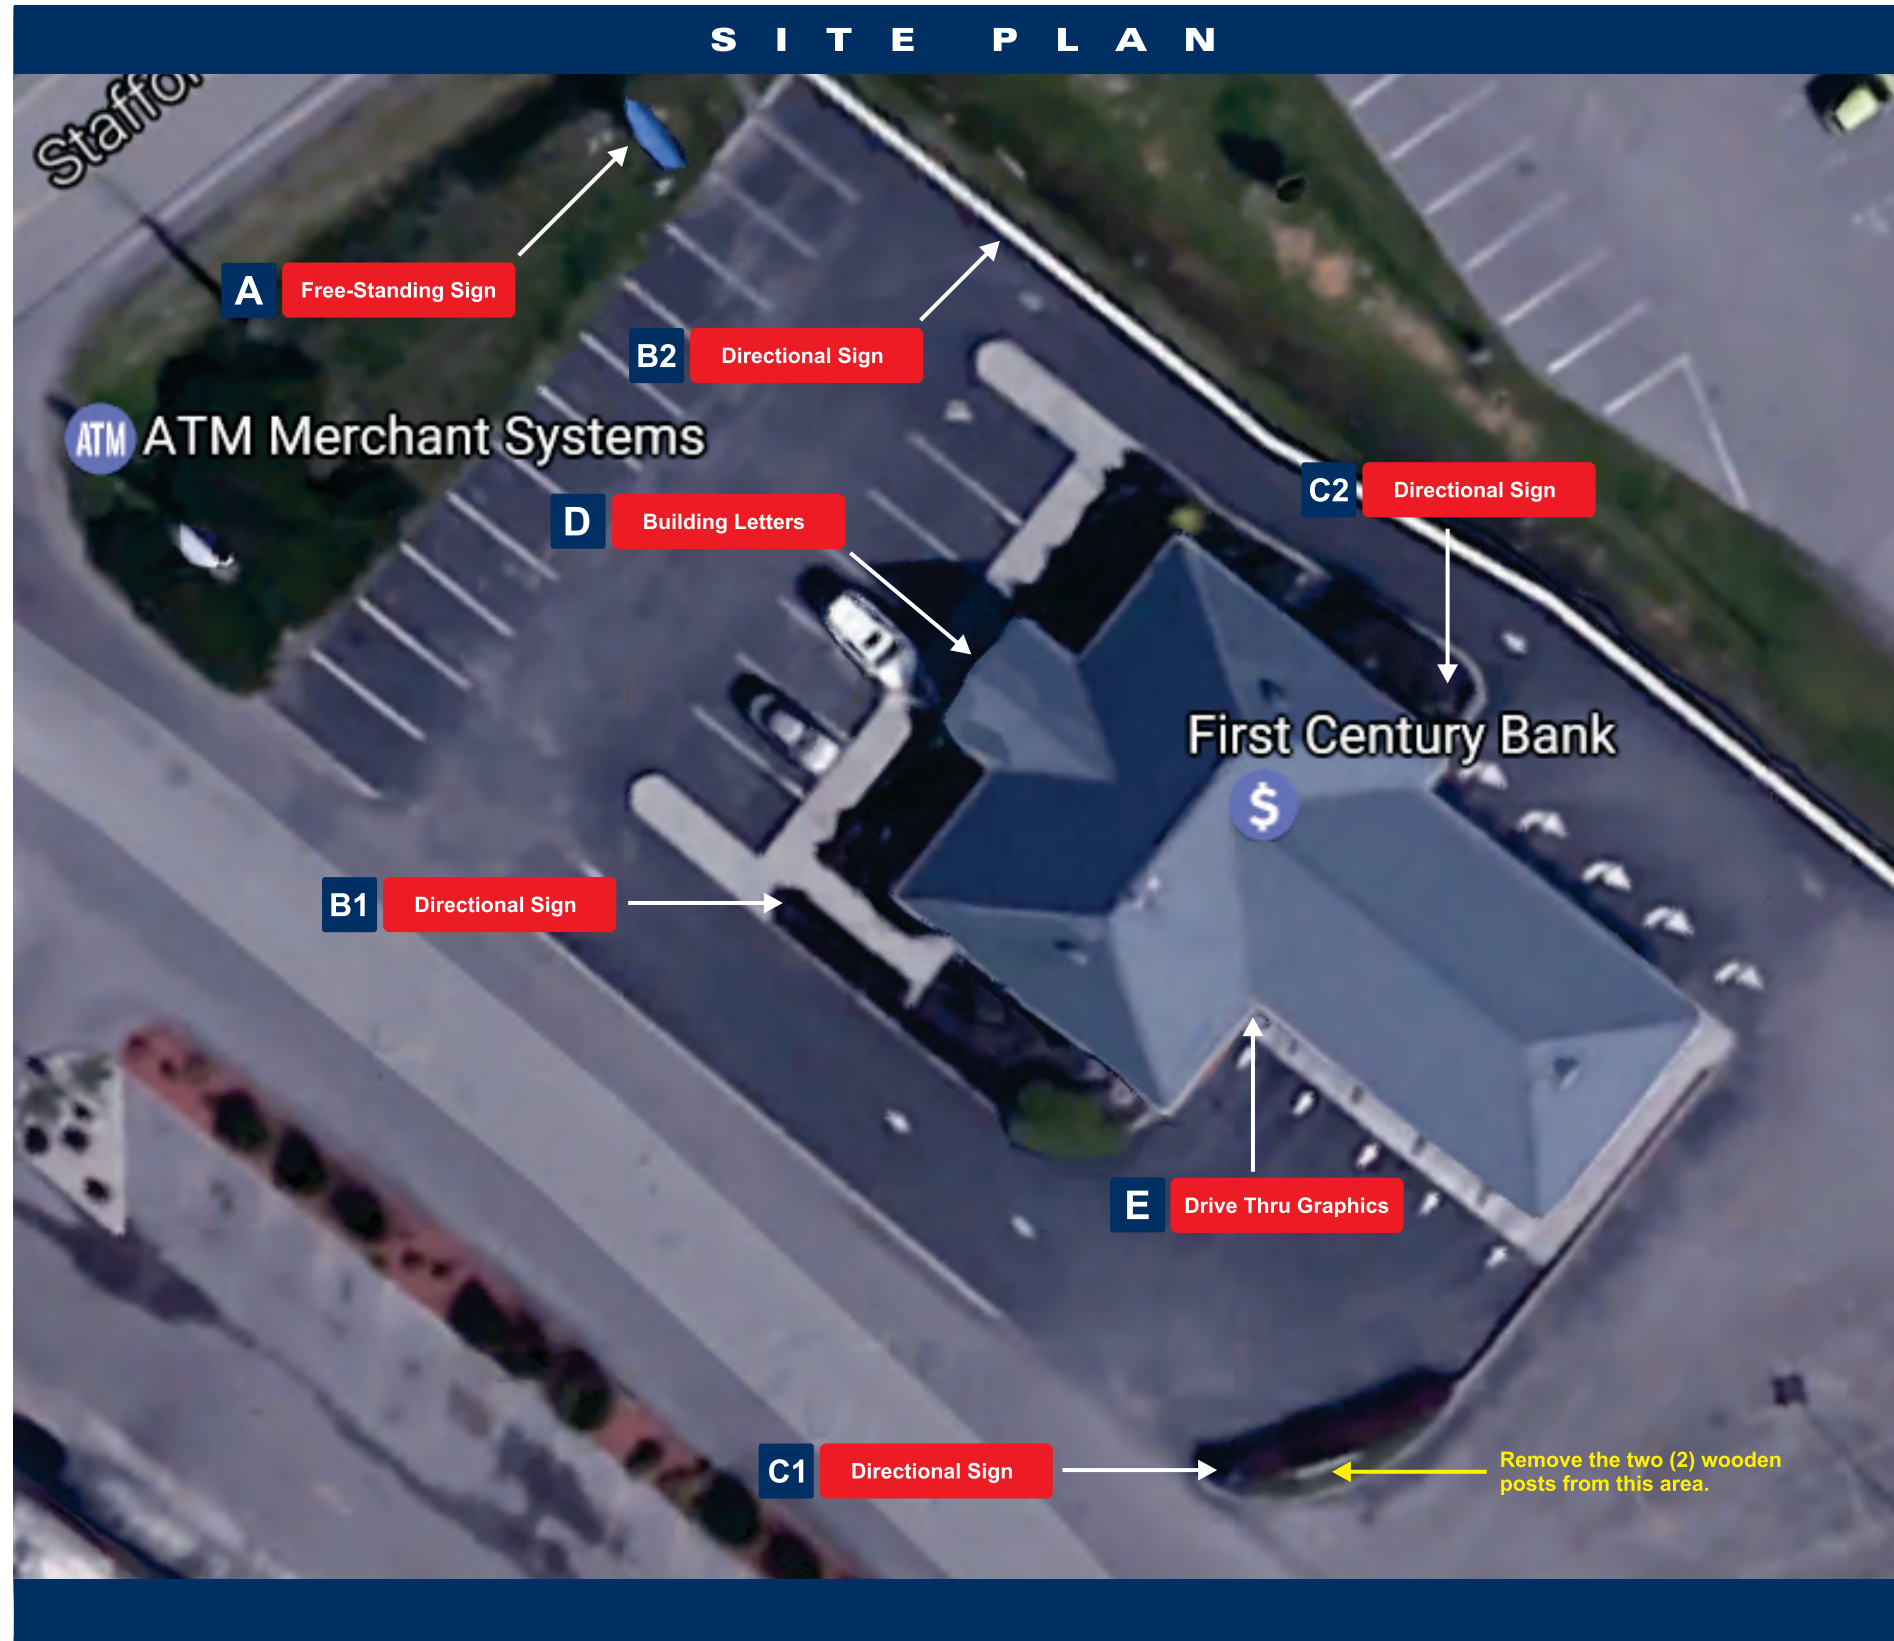 SITE PLAN
Staffor
A Free-Standing Sign
B2 Directional Sign
ATM ATM Merchant Systems
C2 Directional Sign
D Building Letters
First Century Bank
$
B1 Directional Sign
E Drive Thru Graphics
C1 Directional Sign
Remove the two (2) wooden
posts from this area.